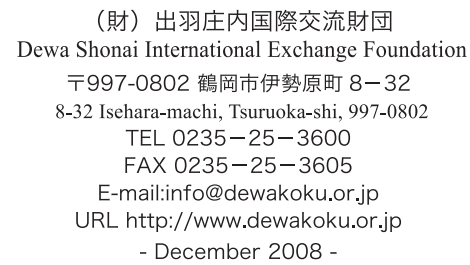 （財）出羽庄内国際交流財団
Dewa Shonai International Exchange Foundation
〒997-0802 鶴岡市伊勢原町 8－32
8-32 Isehara-machi, Tsuruoka-shi, 997-0802
TEL 0235－25－3600
FAX 0235－25－3605
E-mail:info@dewakoku.or.jp
URL http://www.dewakoku.or.jp
- December 2008 -